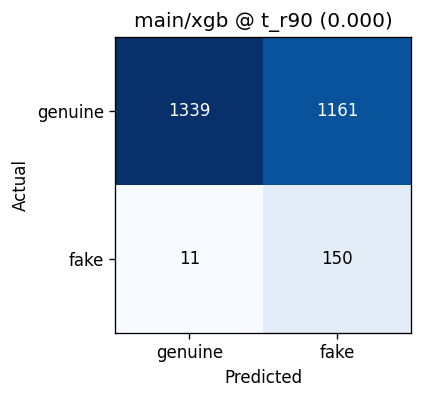 main/xgb @ t_r90 (0.000)
genuine 1339 1161
fake 11 150
genuine fake
Predicted
Actual